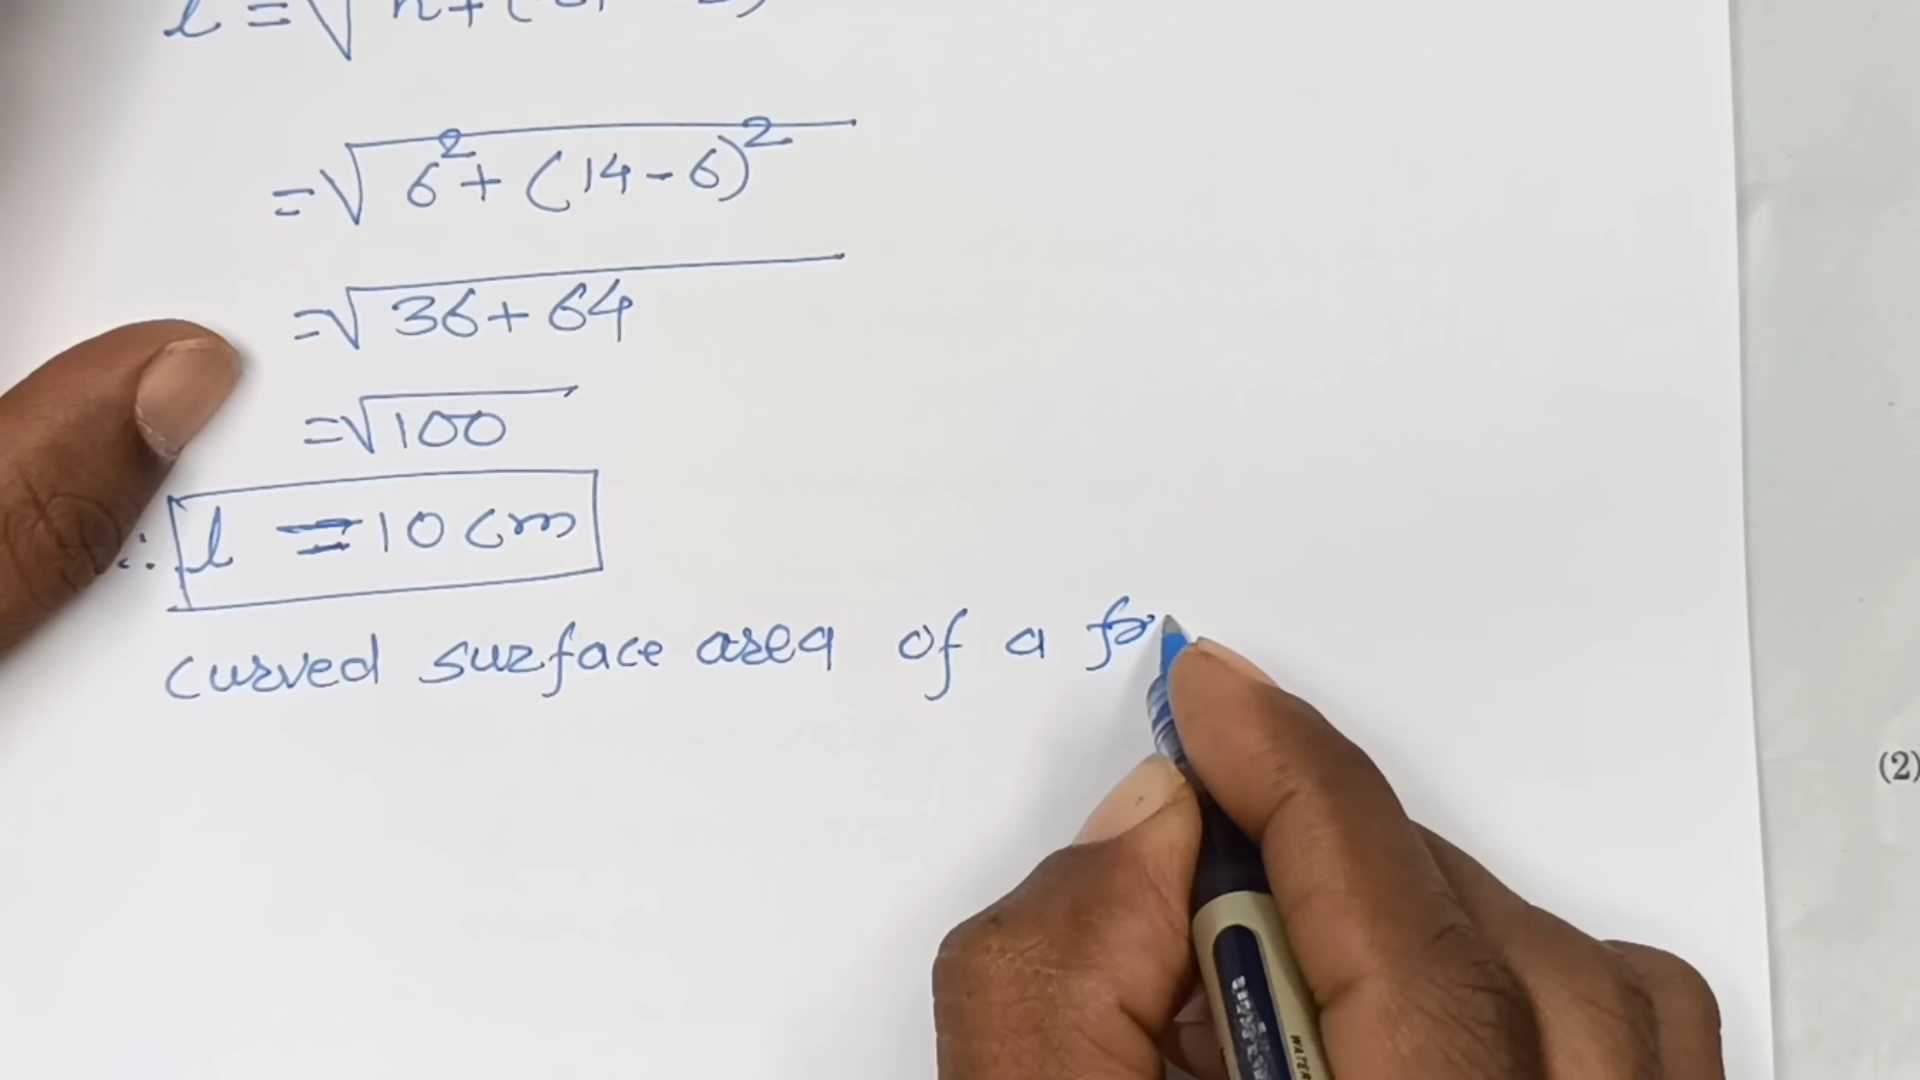 = √6² + (14-6)²
= √36+64
= √100
∴ l = 10 cm
curved surface area of a
(2)